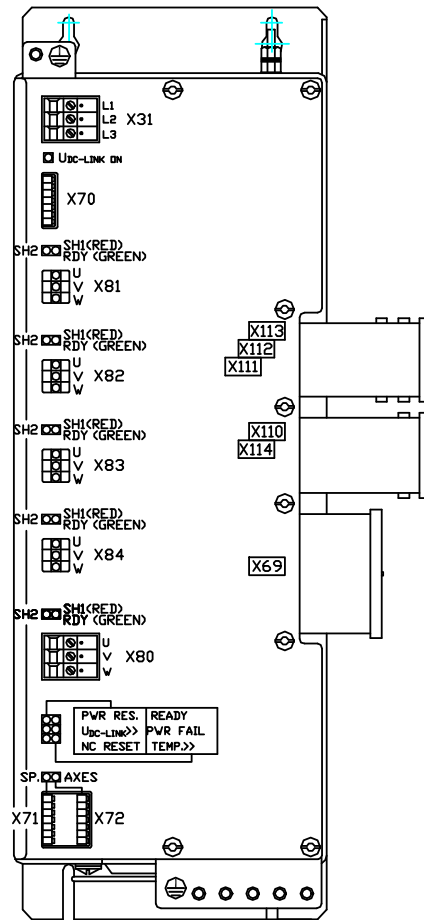 L1
L2 X31
L3
UDC-LINK ON
X70
SH2 SH1(RED)
RDY (GREEN)
U
V X81
W
X113
X112
X111
SH2 SH1(RED)
RDY (GREEN)
U
V X82
W
X110
X114
SH2 SH1(RED)
RDY (GREEN)
U
V X83
W
SH2 SH1(RED)
RDY (GREEN)
U
V X84
W
X69
SH2 SH1(RED)
RDY (GREEN)
U
V X80
W
PWR RES. READY
UDC-LINK>> PWR FAIL
NC RESET TEMP.>>
SP. AXES
X71 X72